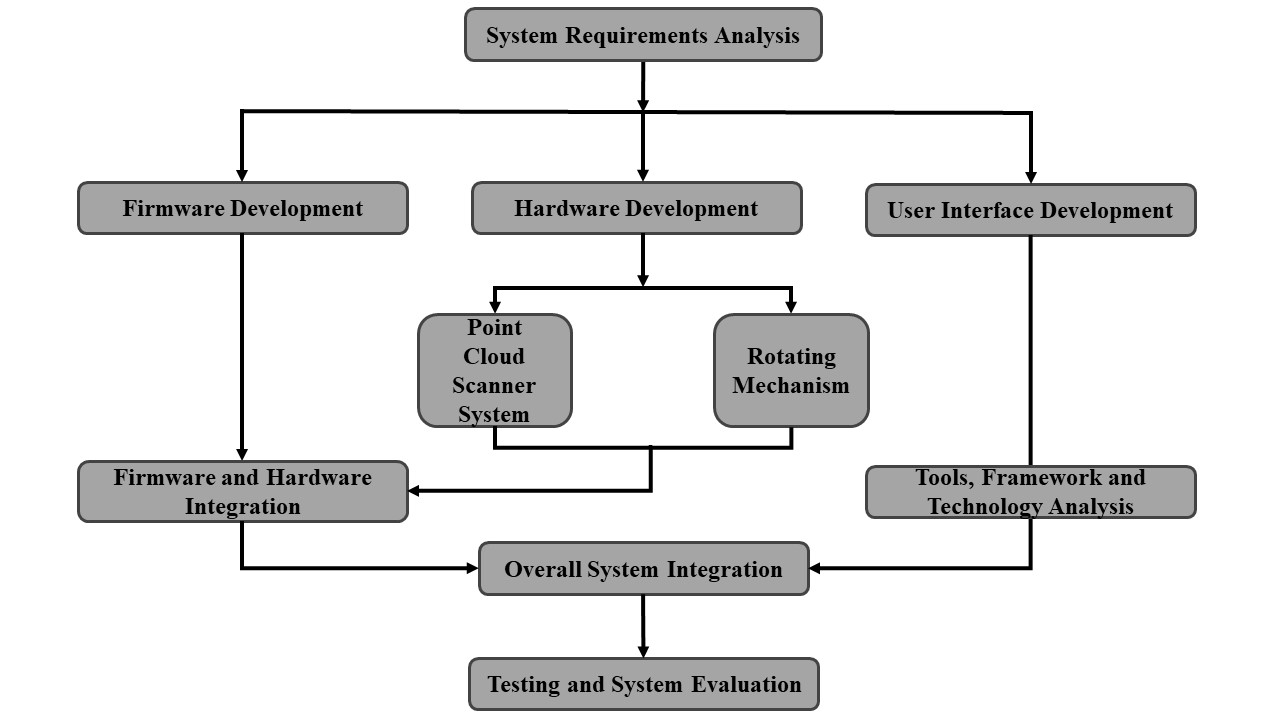 System Requirements Analysis
Firmware Development
Hardware Development
User Interface Development
Point
Cloud
Scanner
System
Rotating
Mechanism
Firmware and Hardware
Integration
Tools, Framework and
Technology Analysis
Overall System Integration
Testing and System Evaluation